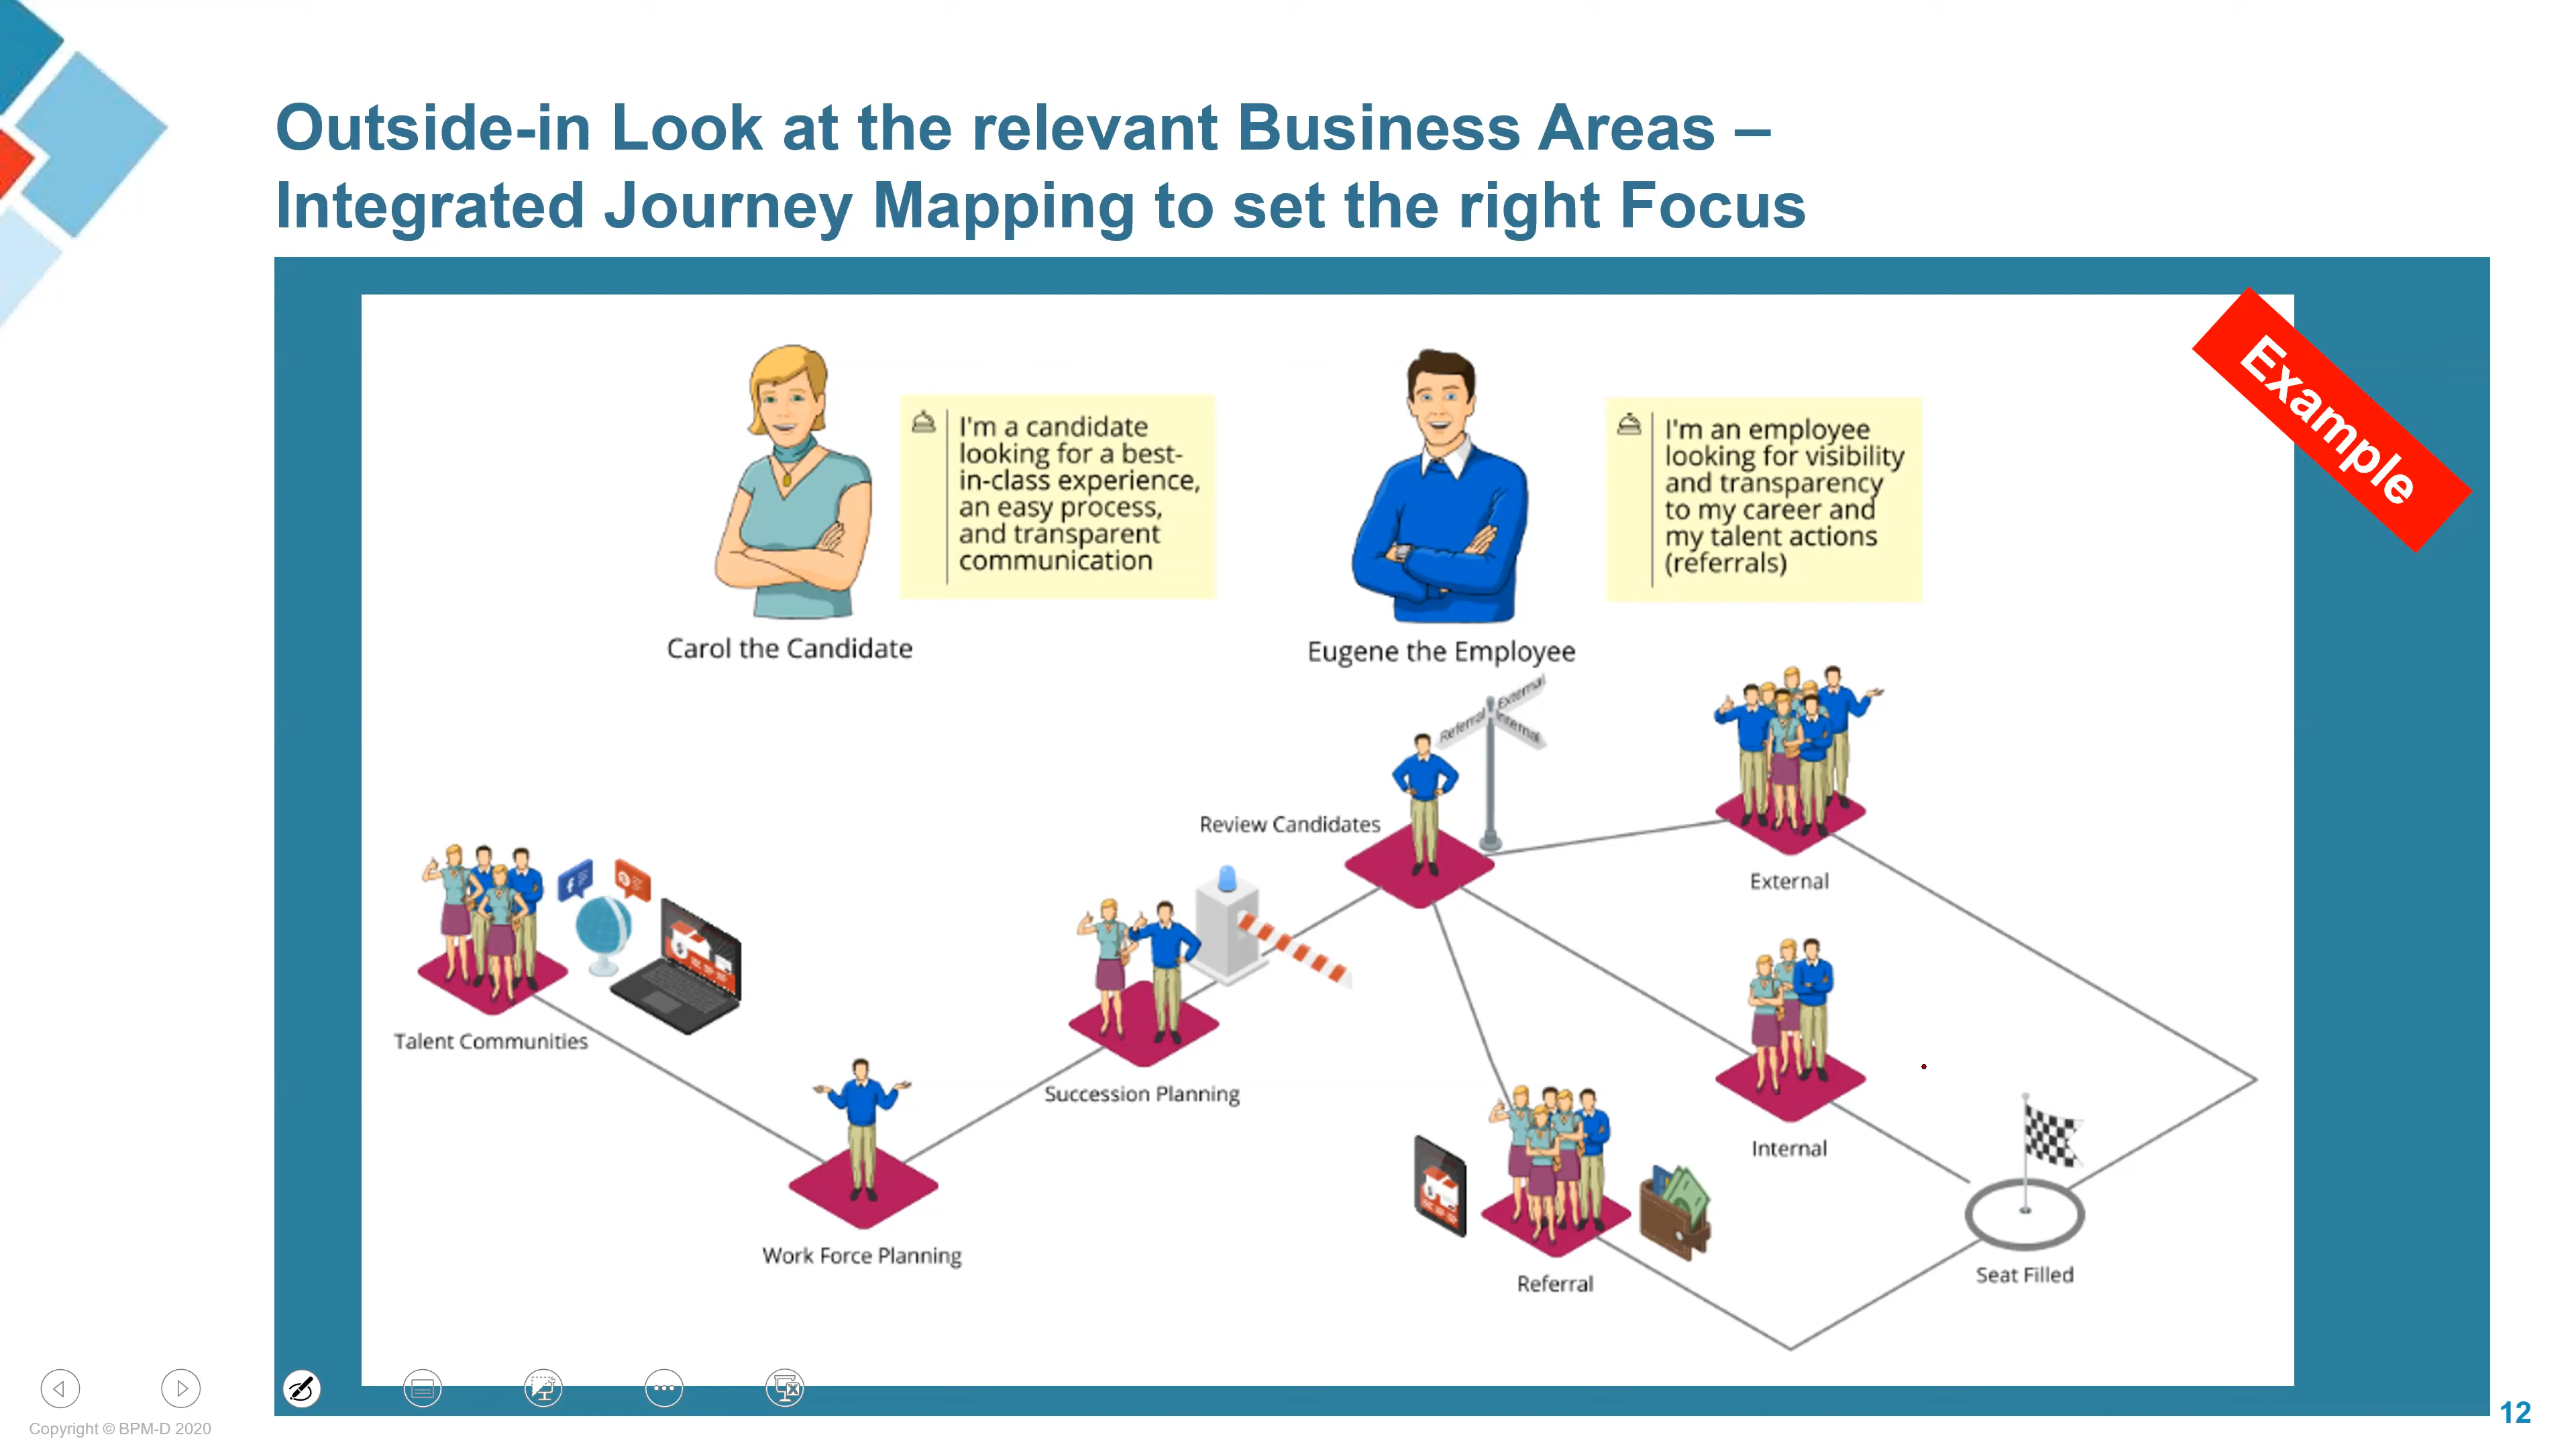 Outside-in Look at the relevant Business Areas –
Integrated Journey Mapping to set the right Focus
Example
I'm a candidate
looking for a best-
in-class experience,
an easy process,
and transparent
communication
Carol the Candidate
I'm an employee
looking for visibility
and transparency
to my career and
my talent actions
(referrals)
Eugene the Employee
External
Referral
Internal
Review Candidates
External
Talent Communities
Succession Planning
Internal
Work Force Planning
Referral
Seat Filled
Copyright © BPM-D 2020
12